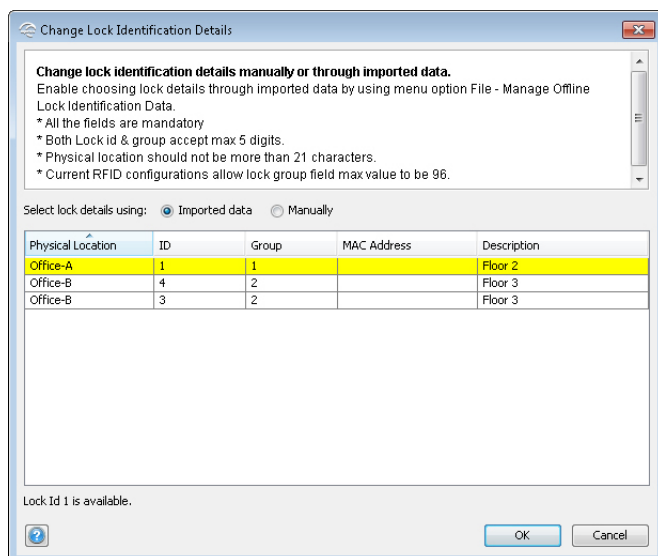 Change Lock Identification Details
Change lock identification details manually or through imported data.
Enable choosing lock details through imported data by using menu option File - Manage Offline
Lock Identification Data.
* All the fields are mandatory
* Both Lock id & group accept max 5 digits.
* Physical location should not be more than 21 characters.
* Current RFID configurations allow lock group field max value to be 96.
Select lock details using: Imported data Manually
Physical Location ID Group MAC Address Description
Office-A 1 1 Floor 2
Office-B 4 2 Floor 3
Office-B 3 2 Floor 3
Lock Id 1 is available.
? OK Cancel